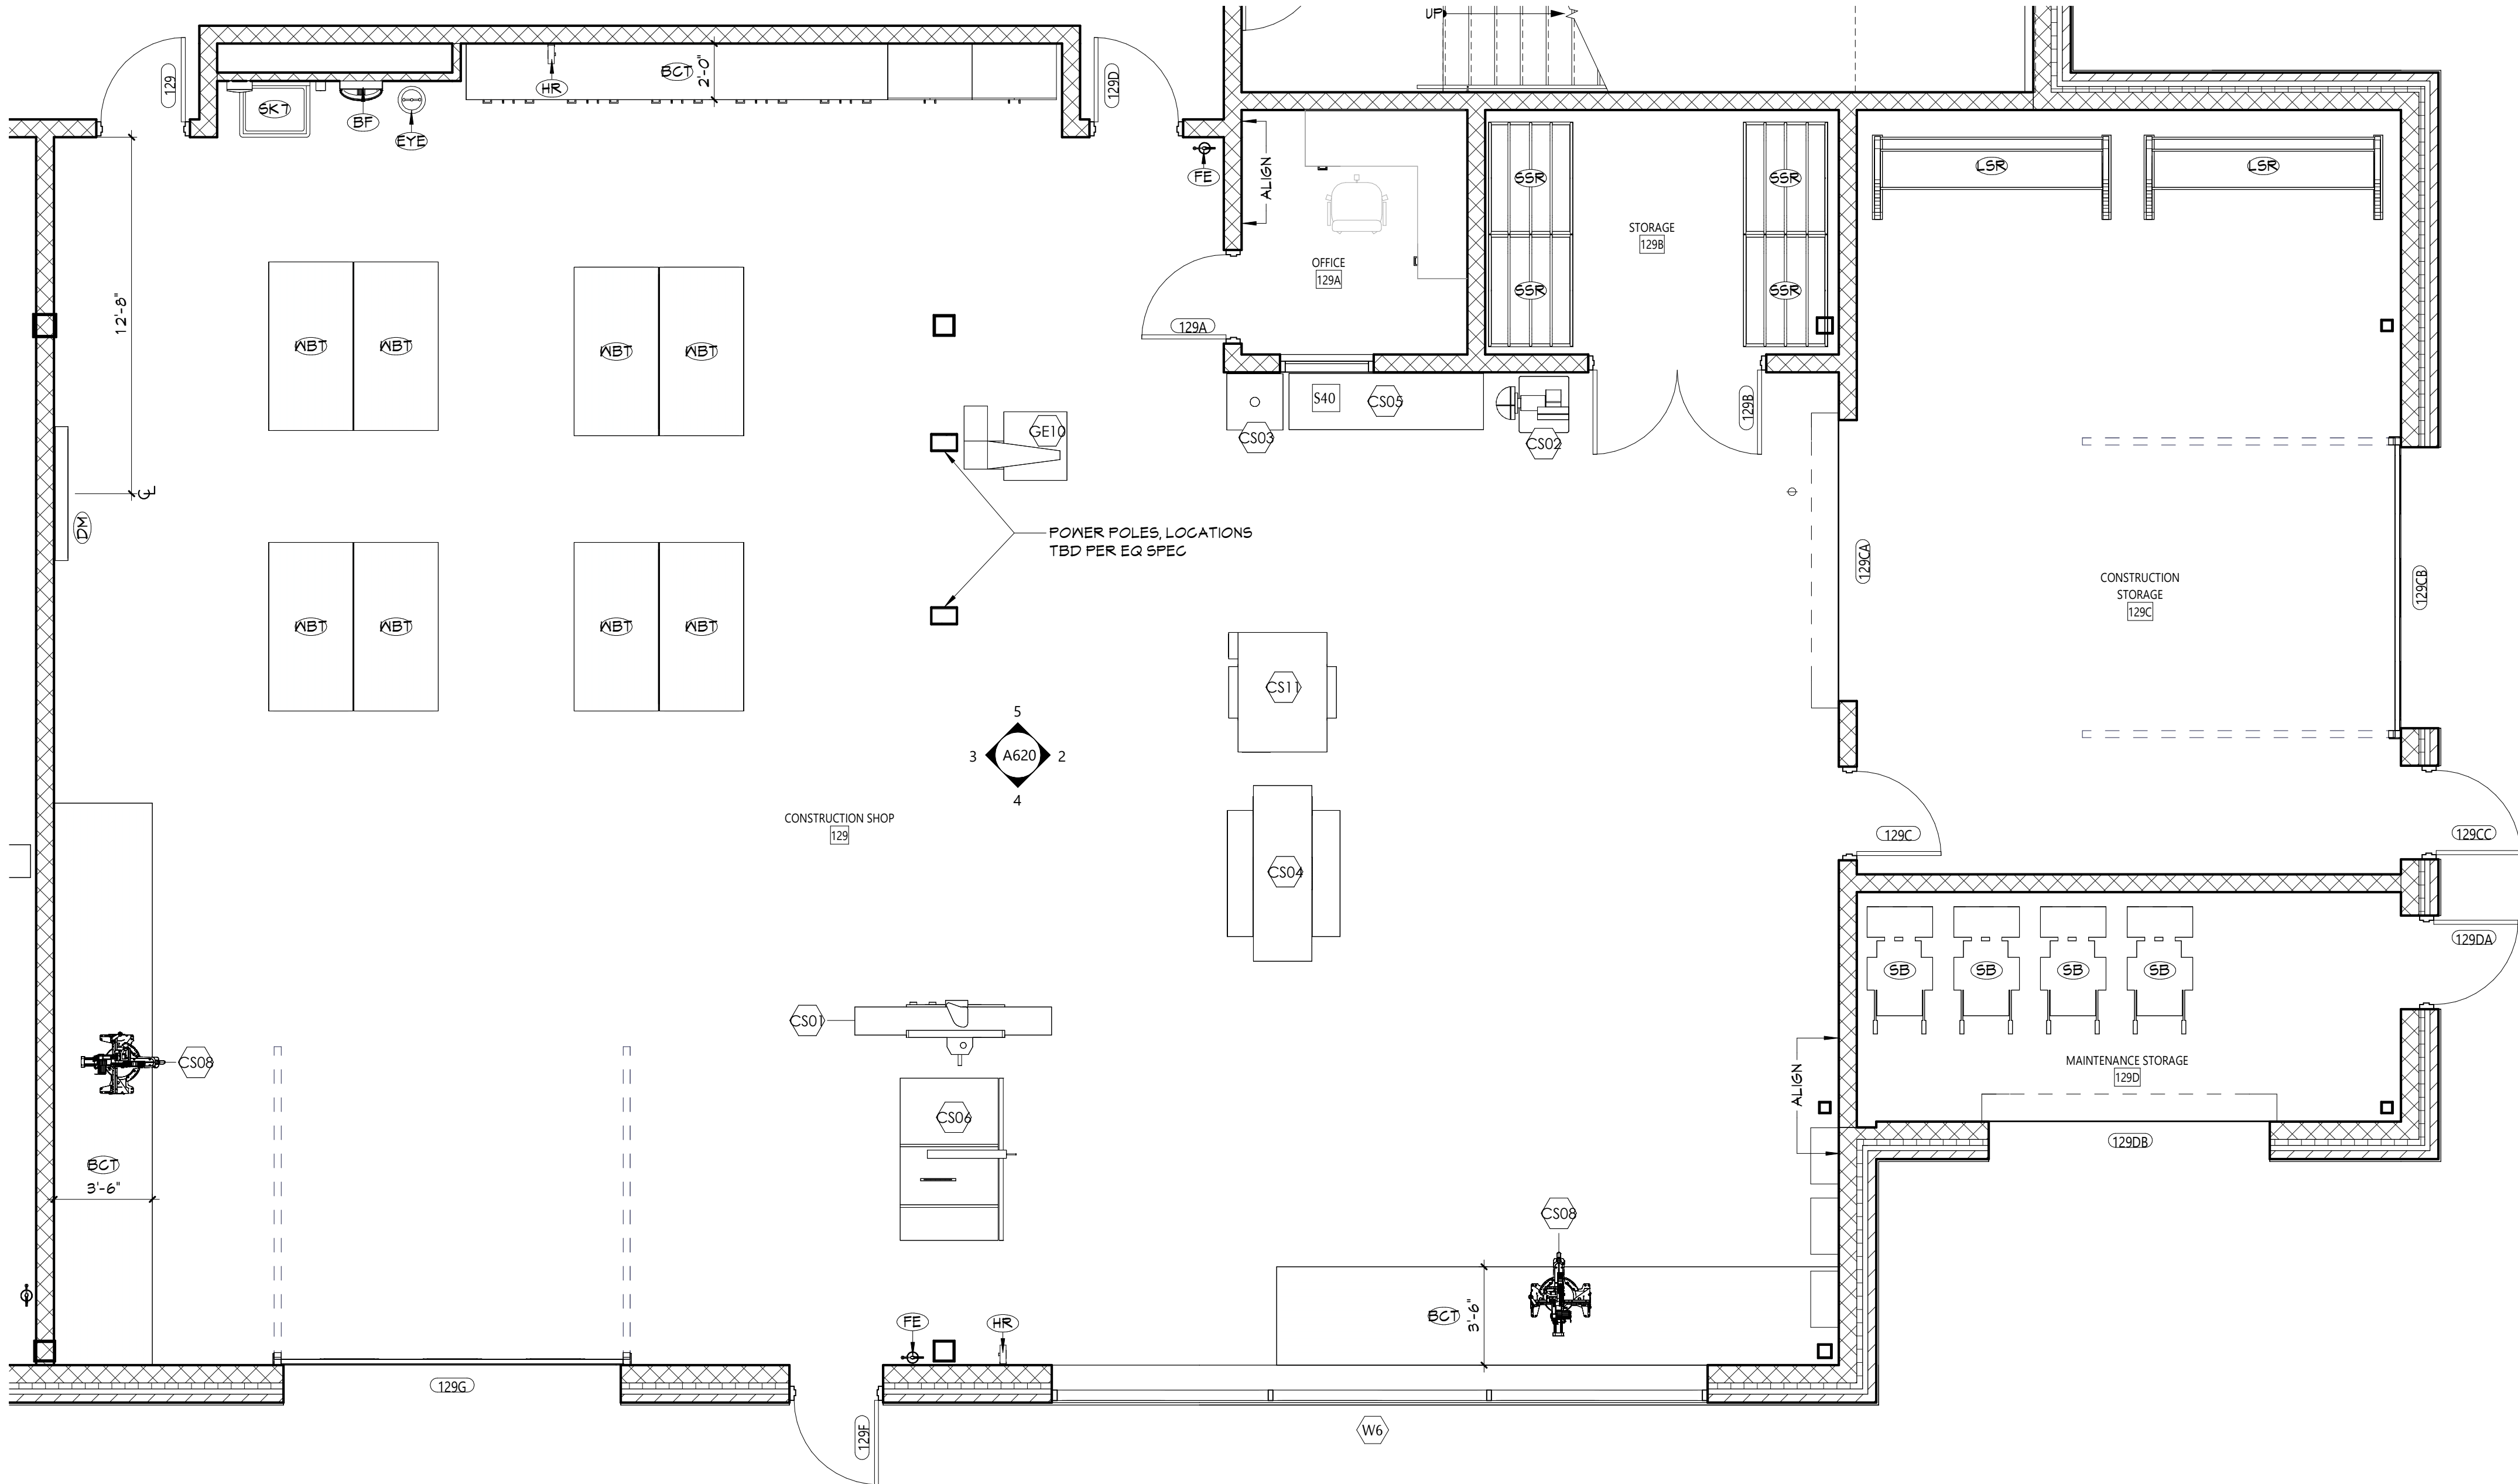 UP
129
HR
BCT
2'-0"
129D
SKT
BF
EYE
FE
ALIGN
SSR
SSR
LSR
LSR
STORAGE
129B
OFFICE
129A
SSR
SSR
12'-8"
129A
WBT
WBT
WBT
WBT
S40
CS05
CS03
CS02
129B
GE10
CL
DM
POWER POLES, LOCATIONS
TBD PER EQ SPEC
129CA
CONSTRUCTION
STORAGE
129C
129CB
WBT
WBT
WBT
WBT
CS11
5
3
A620
2
4
CONSTRUCTION SHOP
129
129C
129CC
CS04
129DA
SB
SB
SB
SB
CS01
CS08
MAINTENANCE STORAGE
129D
ALIGN
CS06
129DB
BCT
3'-6"
CS08
FE
HR
BCT
3'-6"
129G
129F
W6